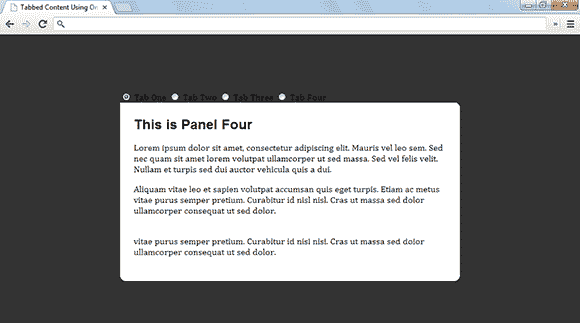 Tabbed Content Using On
Tab One Tab Two Tab Three Tab Four
This is Panel Four
Lorem ipsum dolor sit amet, consectetur adipiscing elit. Mauris vel leo sem. Sed
nec quam sit amet lorem volutpat ullamcorper ut sed massa. Sed vel felis velit.
Nullam et turpis sed dui auctor vehicula quis a dui.
Aliquam vitae leo et sapien volutpat accumsan quis eget turpis. Etiam ac metus
vitae purus semper pretium. Curabitur id nisl nisl. Cras ut massa sed dolor
ullamcorper consequat ut sed dolor.
vitae purus semper pretium. Curabitur id nisi nisi. Cras ut massa sed dolor
ullamcorper consequat ut sed dolor.